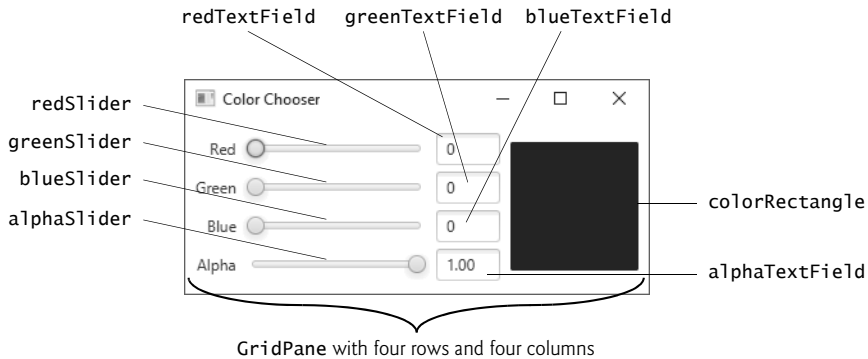 redTextField greenTextField blueTextField
Color Chooser
redSlider
Red 0
greenSlider
Green 0
blueSlider
Blue 0
colorRectangle
alphaSlider
Alpha 1.00
alphaTextField
GridPane with four rows and four columns